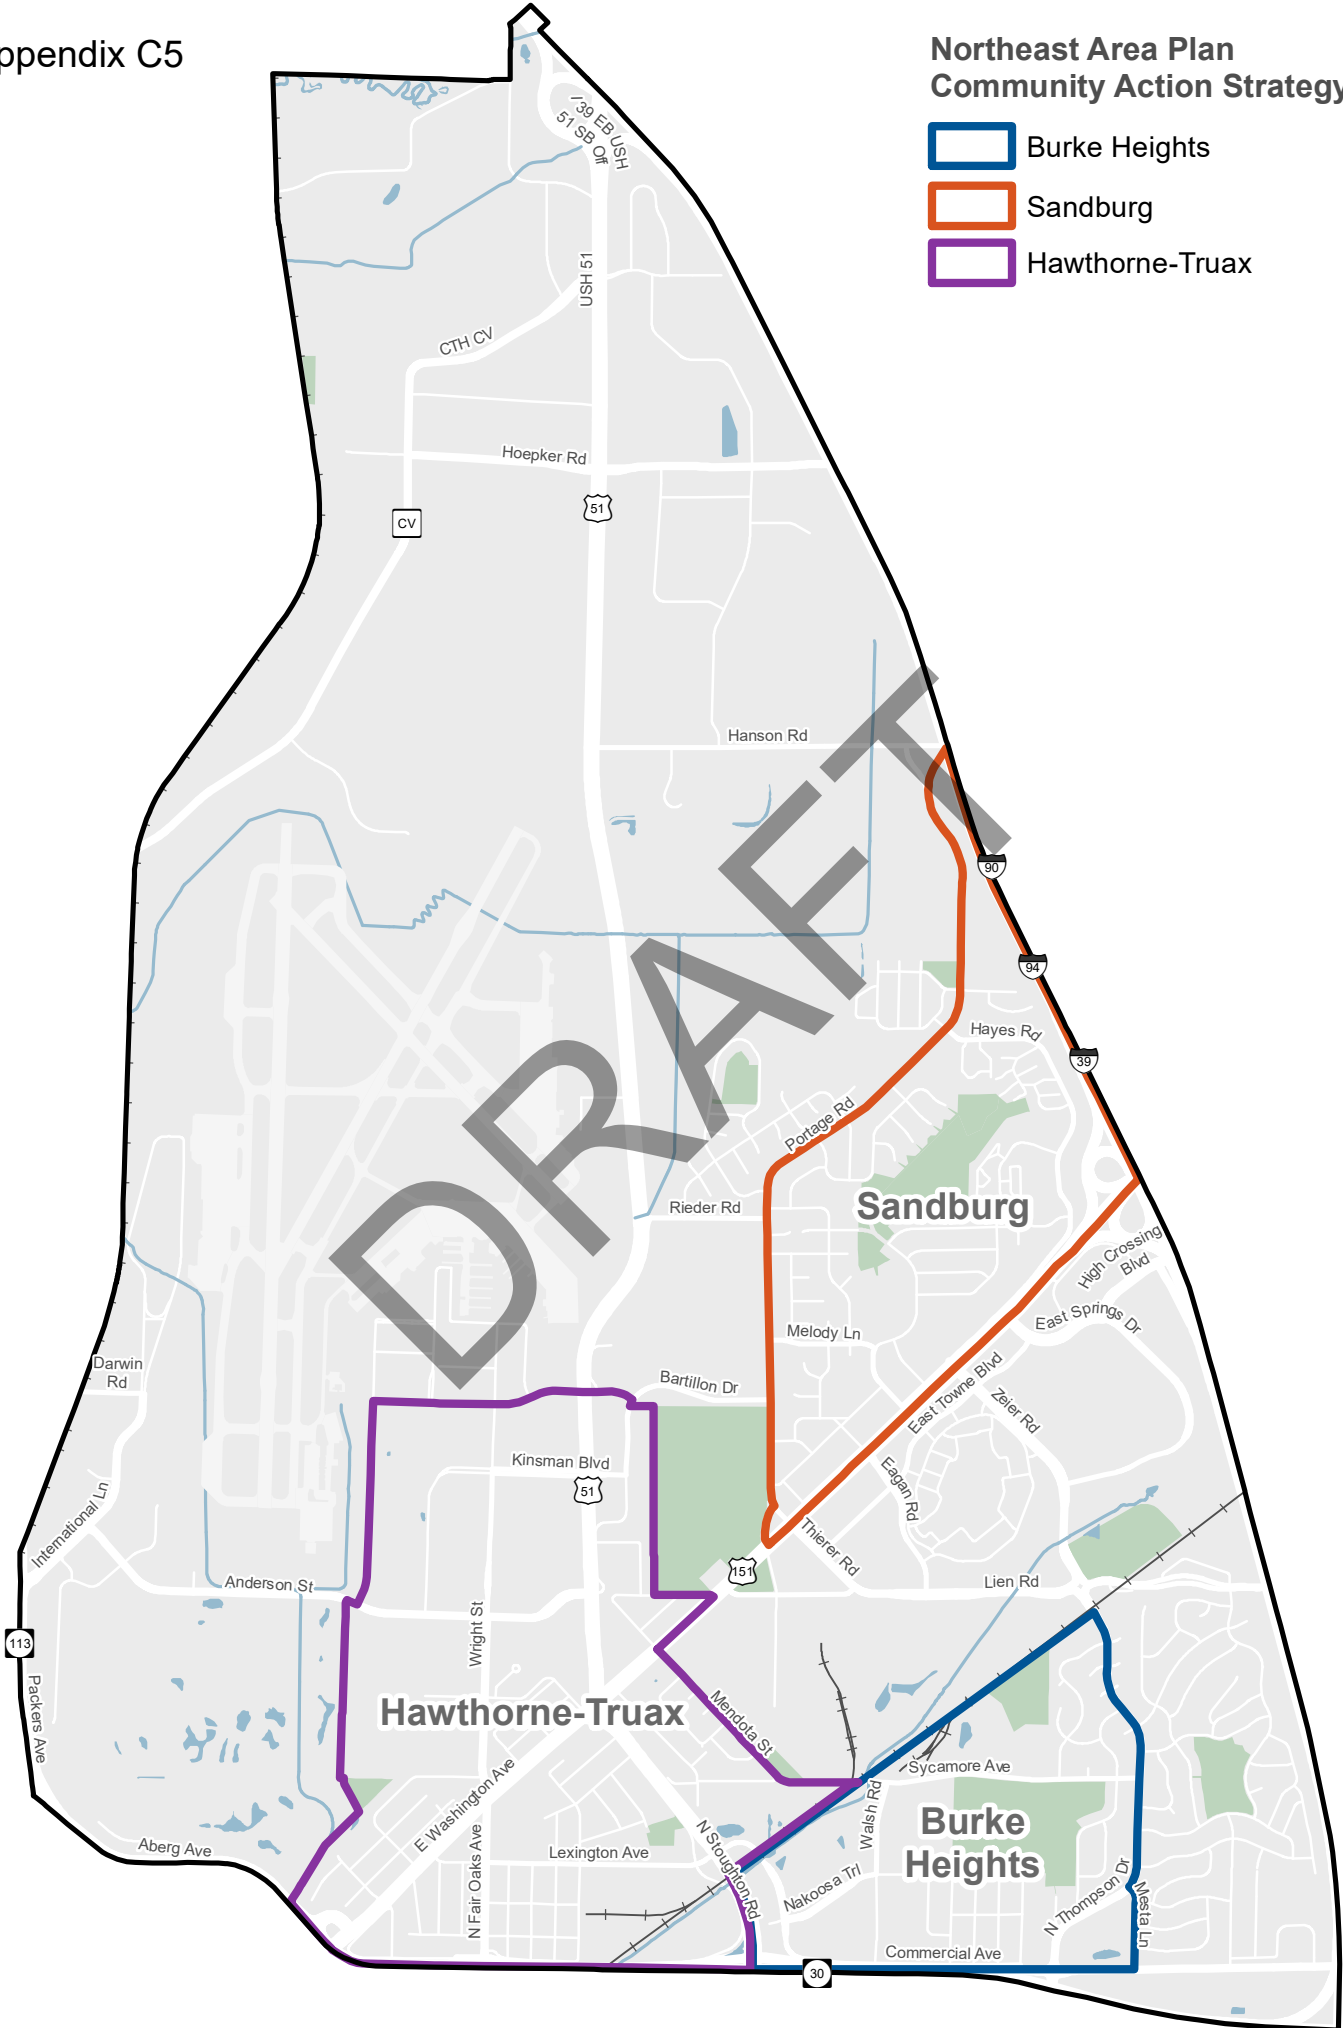 ppendix C5
Northeast Area Plan
Community Action Strategy
Burke Heights
Sandburg
Hawthorne-Truax
/ 39 EB USH
51 SB Off
USH 51
CTH CV
Hoepker Rd
51
CV
Hanson Rd
90
94
Hayes Rd
39
Portage Rd
Sandburg
Rieder Rd
High Crossing
Blvd
East Springs Dr
Melody Ln
Darwin
Rd
Bartillon Dr
East Towne Blvd
Zeier Rd
Kinsman Blvd
51
Eagan Rd
International Ln
Thierer Rd
151
Anderson St
Lien Rd
Wright St
113
Packers Ave
Hawthorne-Truax
Mendota St
Sycamore Ave
E Washington Ave
Walsh Rd
Burke
Heights
Aberg Ave
N Fair Oaks Ave
Lexington Ave
N Stoughton Rd
Nakoosa Trl
N Thompson Dr
Mesta Ln
Commercial Ave
30
DRAFT